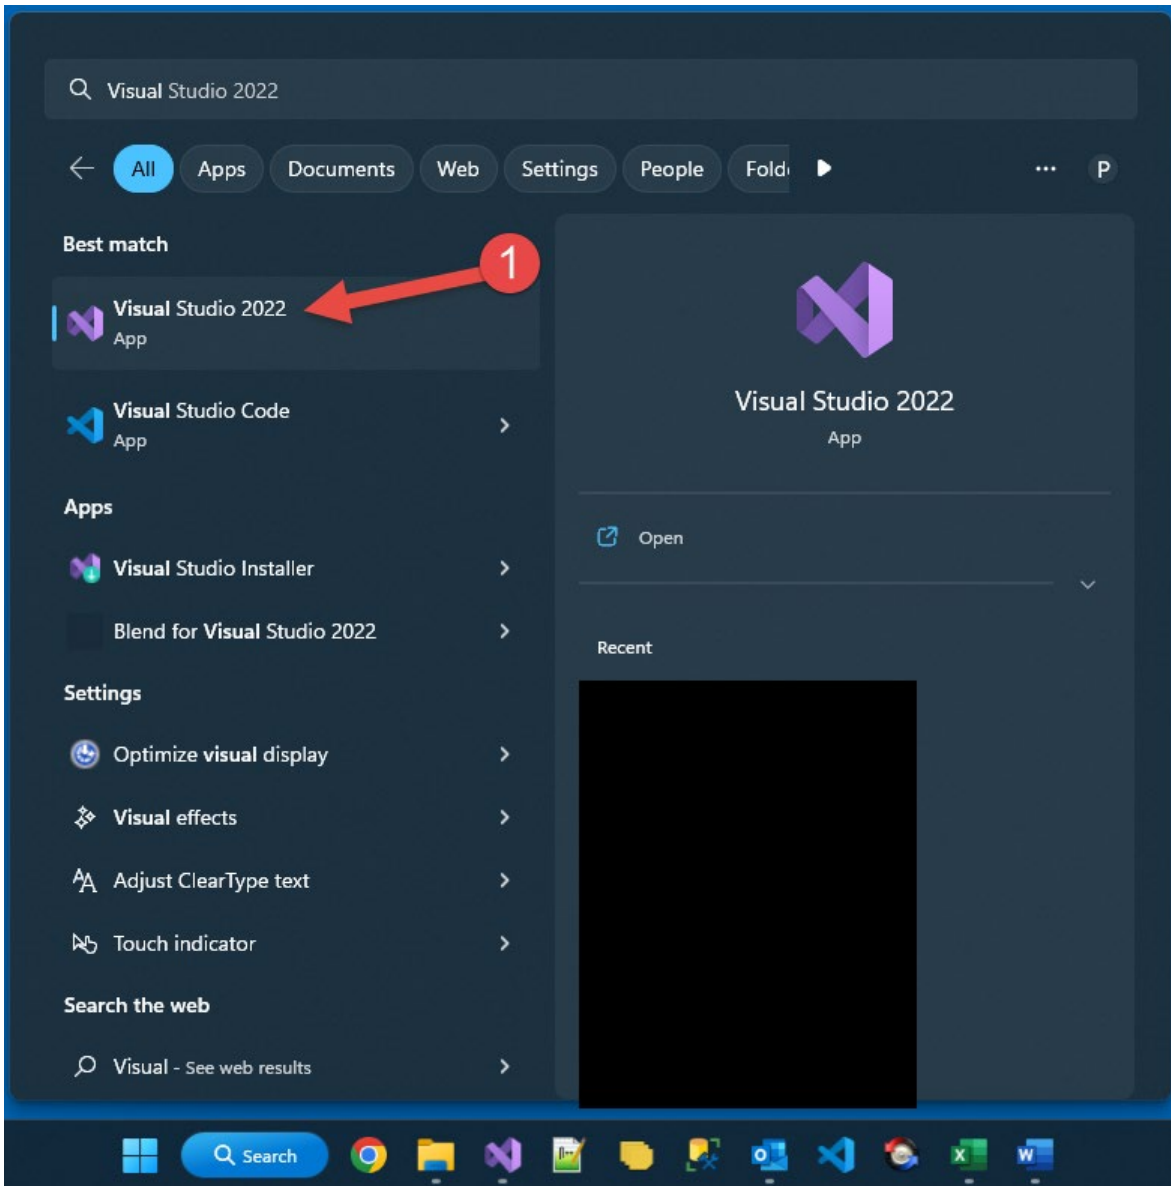 Visual Studio 2022
All Apps Documents Web Settings People Fold ... P
Best match
1
Visual Studio 2022
App
Visual Studio Code
App
Apps
Visual Studio Installer
Blend for Visual Studio 2022
Settings
Optimize visual display
Visual effects
Adjust ClearType text
Touch indicator
Search the web
Visual - See web results
Visual Studio 2022
App
Open
Recent
Search